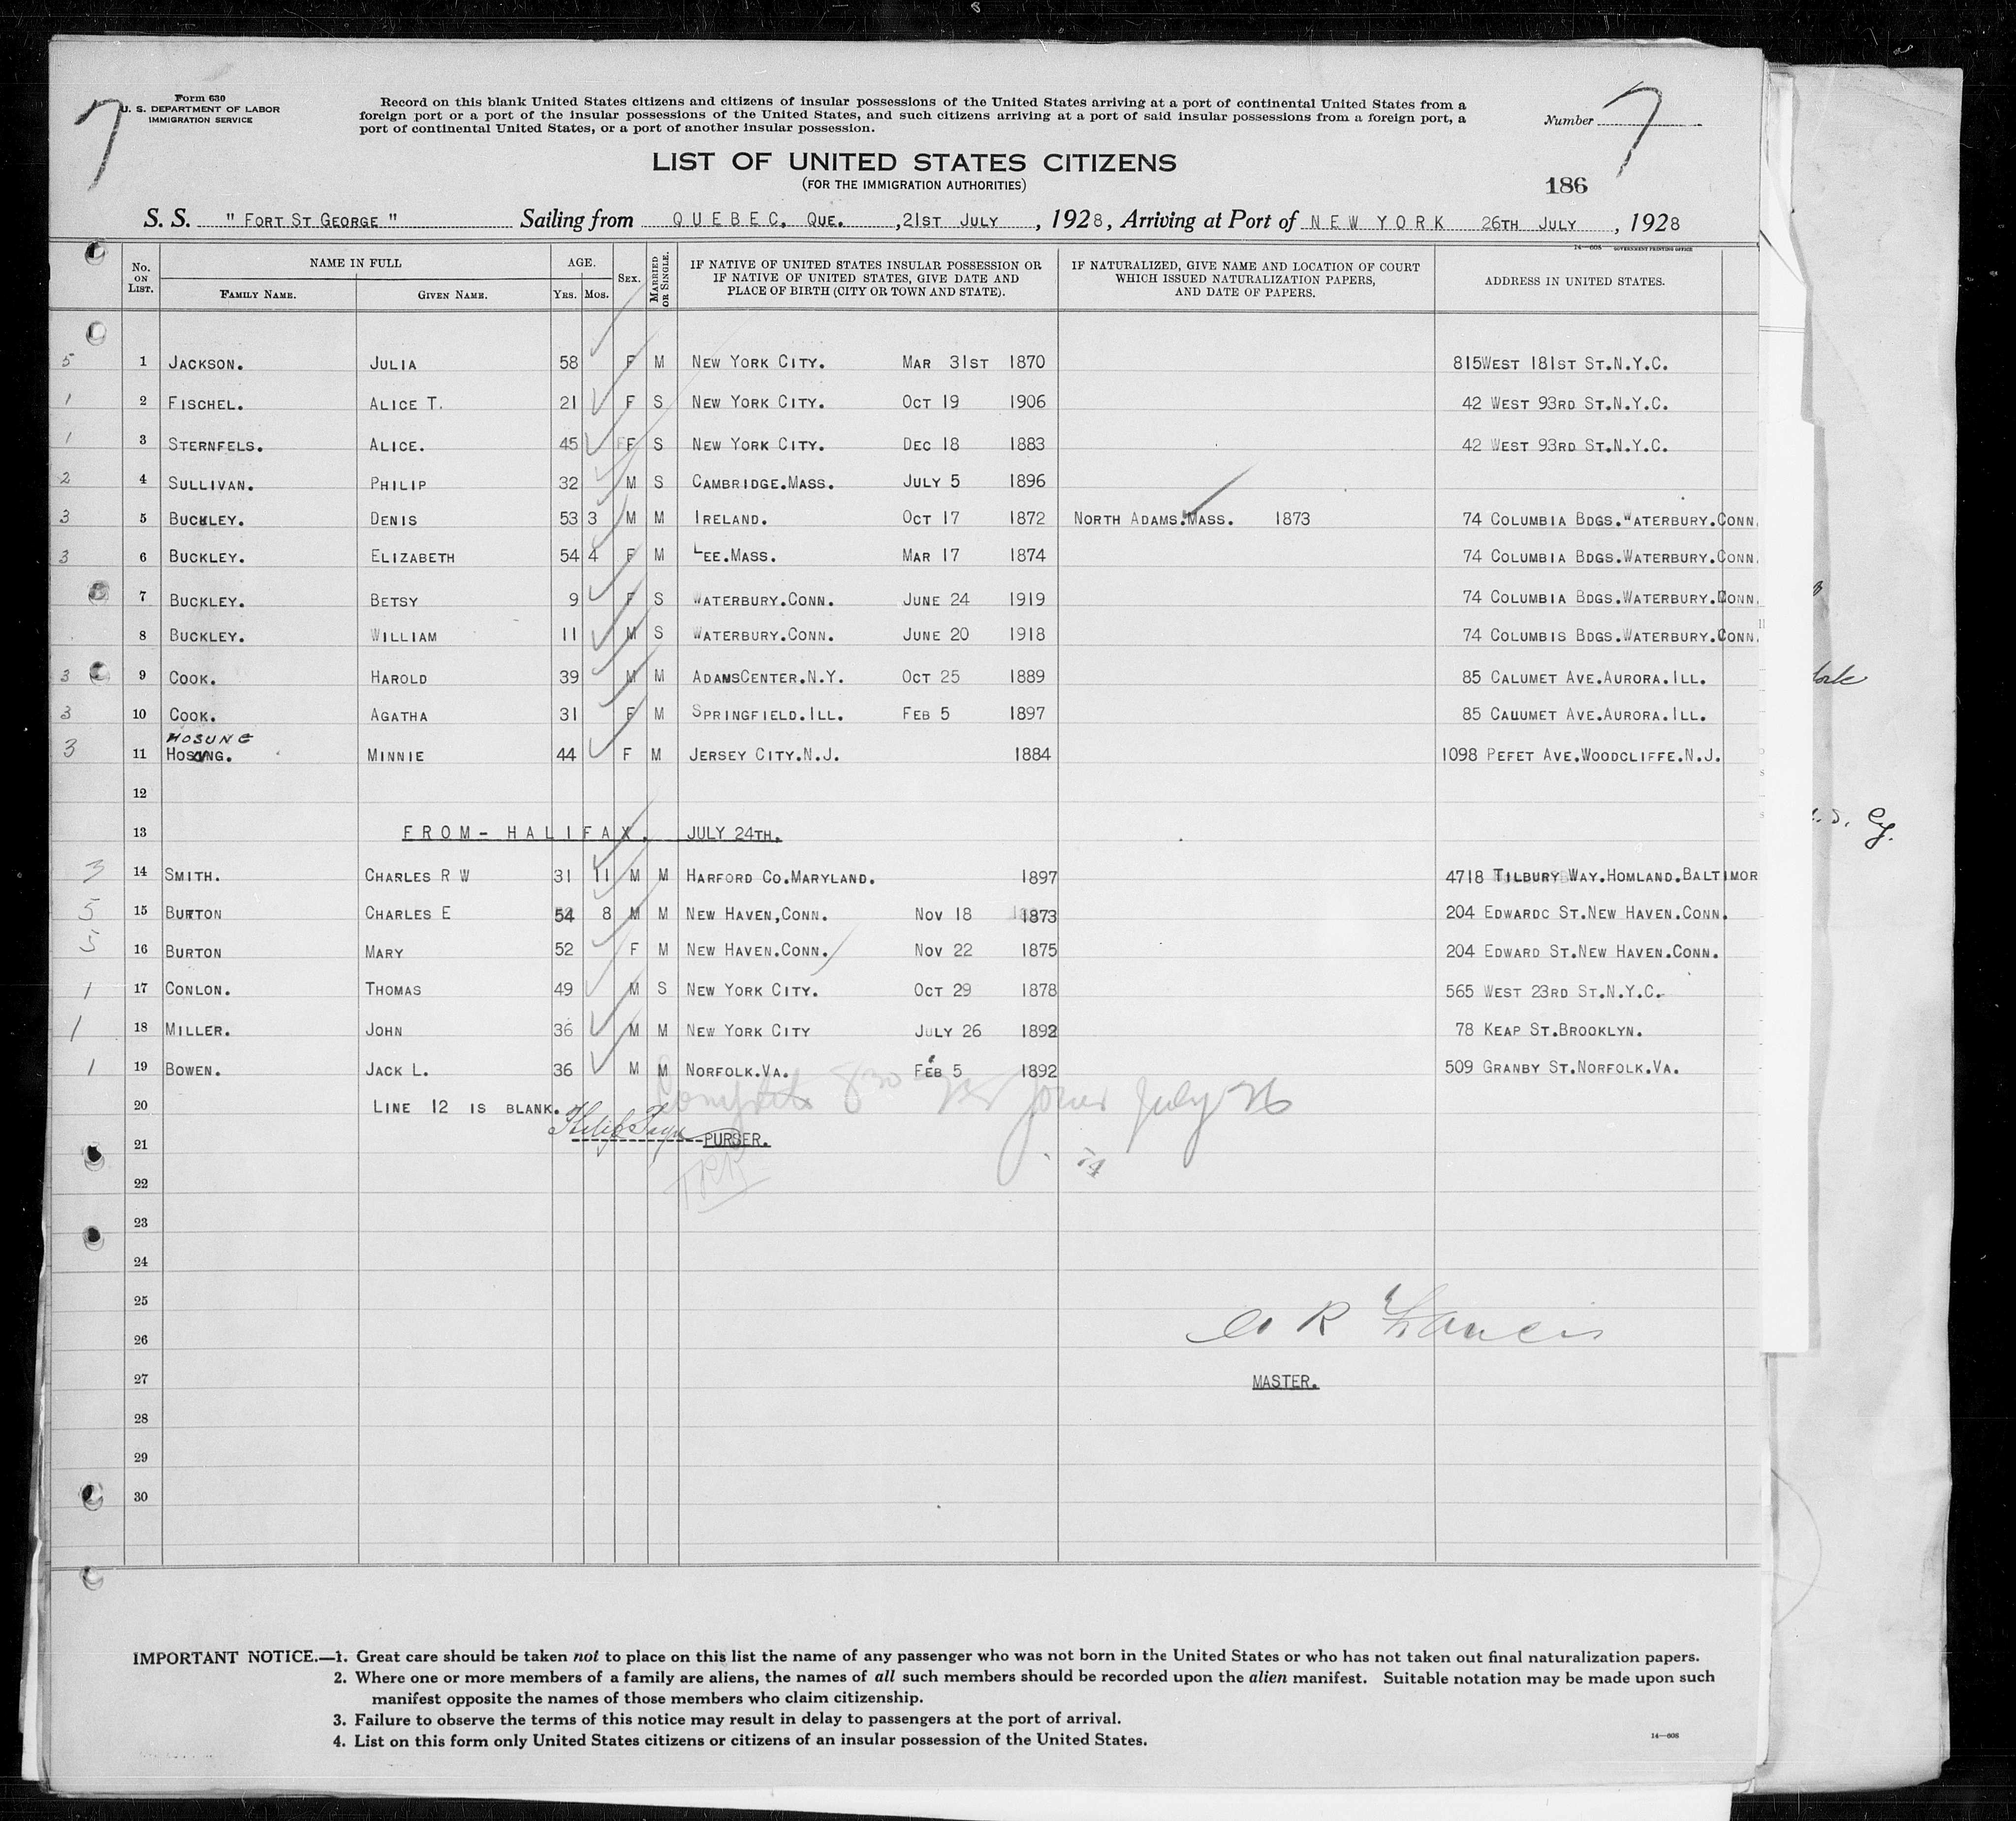 8
Form 630
U. S. DEPARTMENT OF LABOR
IMMIGRATION SERVICE
7
Record on this blank United States citizens and citizens of insular possessions of the United States arriving at a port of continental United States from a
foreign port or a port of the insular possessions of the United States, and such citizens arriving at a port of said insular possessions from a foreign port, a
port of continental United States, or a port of another insular possession.
Number 7
LIST OF UNITED STATES CITIZENS
(FOR THE IMMIGRATION AUTHORITIES)
186
S. S. " FORT ST GEORGE " Sailing from QUEBEC, QUE. ,21ST JULY , 1928, Arriving at Port of NEW YORK 26TH JULY , 1928
14—608 GOVERNMENT PRINTING OFFICE
No. ON LIST. NAME IN FULL FAMILY NAME. GIVEN NAME. AGE. YRS. MOS. SEX. MARRIED OR SINGLE. IF NATIVE OF UNITED STATES INSULAR POSSESSION OR IF NATIVE OF UNITED STATES, GIVE DATE AND PLACE OF BIRTH (CITY OR TOWN AND STATE). IF NATURALIZED, GIVE NAME AND LOCATION OF COURT WHICH ISSUED NATURALIZATION PAPERS, AND DATE OF PAPERS. ADDRESS IN UNITED STATES.
5 1 JACKSON. JULIA 58 F M NEW YORK CITY. MAR 31ST 1870 815WEST 181ST ST.N.Y.C.
1 2 FISCHEL. ALICE T. 21 F S NEW YORK CITY. OCT 19 1906 42 WEST 93RD ST.N.Y.C.
1 3 STERNFELS. ALICE. 45 F S NEW YORK CITY. DEC 18 1883 42 WEST 93RD ST.N.Y.C.
2 4 SULLIVAN. PHILIP 32 M S CAMBRIDGE.MASS. JULY 5 1896
3 5 BUCKLEY. DENIS 53 3 M M IRELAND. OCT 17 1872 NORTH ADAMS.MASS. 1873 74 COLUMBIA BDGS.WATERBURY.CONN.
3 6 BUCKLEY. ELIZABETH 54 4 F M LEE.MASS. MAR 17 1874 74 COLUMBIA BDGS.WATERBURY.CONN.
7 BUCKLEY. BETSY 9 F S WATERBURY.CONN. JUNE 24 1919 74 COLUMBIA BDGS.WATERBURY.CONN.
8 BUCKLEY. WILLIAM 11 M S WATERBURY.CONN. JUNE 20 1918 74 COLUMBIS BDGS.WATERBURY.CONN.
3 9 COOK. HAROLD 39 M M ADAMSCENTER.N.Y. OCT 25 1889 85 CALUMET AVE.AURORA.ILL.
3 10 COOK. AGATHA 31 F M SPRINGFIELD.ILL. FEB 5 1897 85 CALUMET AVE.AURORA.ILL.
HOSUNG
3 11 HOSUNG. MINNIE 44 F M JERSEY CITY.N.J. 1884 1098 PEFET AVE.WOODCLIFFE.N.J.
12
13 FROM- HALIFAX. JULY 24TH.
3 14 SMITH. CHARLES R W 31 11 M M HARFORD CO.MARYLAND. 1897 4718 TILBURY WAY.HOMLAND.BALTIMOR
5 15 BURTON CHARLES E 54 8 M M NEW HAVEN,CONN. NOV 18 1873 204 EDWARDC ST.NEW HAVEN.CONN.
5 16 BURTON MARY 52 F M NEW HAVEN.CONN. NOV 22 1875 204 EDWARD ST.NEW HAVEN.CONN.
1 17 CONLON. THOMAS 49 M S NEW YORK CITY. OCT 29 1878 565 WEST 23RD ST.N.Y.C.
1 18 MILLER. JOHN 36 M M NEW YORK CITY JULY 26 1892 78 KEAP ST.BROOKLYN.
1 19 BOWEN. JACK L. 36 M M NORFOLK.VA. FEB 5 1892 509 GRANBY ST.NORFOLK.VA.
20 LINE 12 IS BLANK. July 26
21 PURSER.
22
23
24
25
26 Francis
27 MASTER.
28
29
30
IMPORTANT NOTICE.—1. Great care should be taken not to place on this list the name of any passenger who was not born in the United States or who has not taken out final naturalization papers.
2. Where one or more members of a family are aliens, the names of all such members should be recorded upon the alien manifest. Suitable notation may be made upon such
manifest opposite the names of those members who claim citizenship.
3. Failure to observe the terms of this notice may result in delay to passengers at the port of arrival.
4. List on this form only United States citizens or citizens of an insular possession of the United States.
14—608